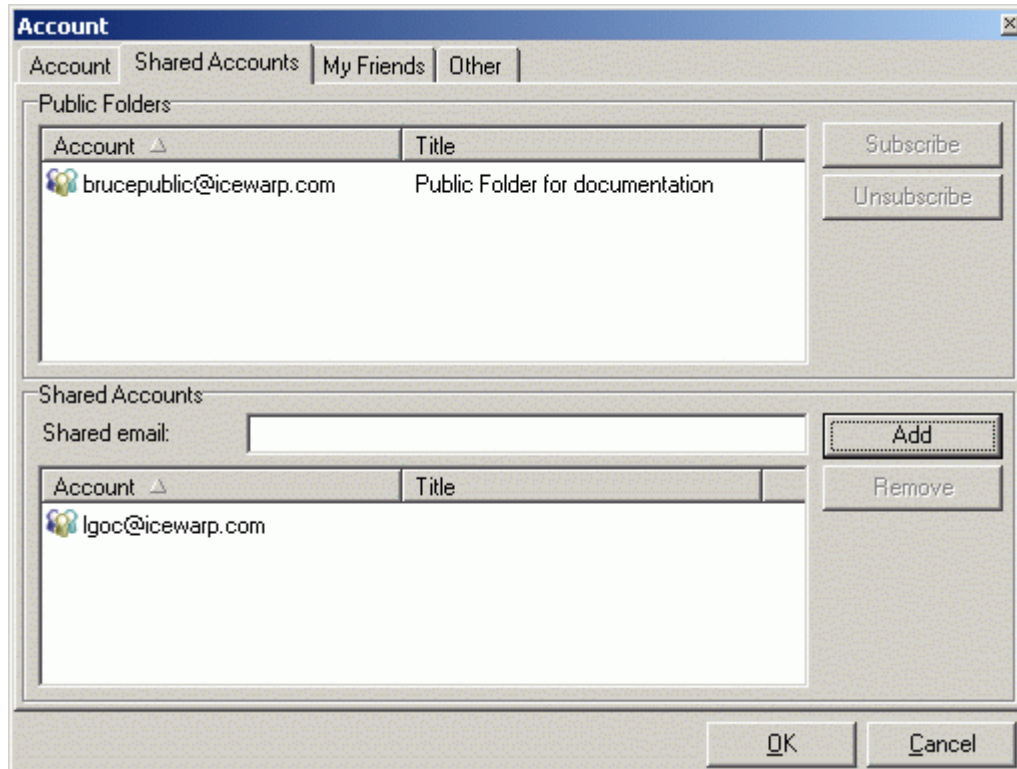 Account
Account Shared Accounts My Friends Other
Public Folders
Account Title
Subscribe
brucepublic@icewarp.com Public Folder for documentation
Unsubscribe
Shared Accounts
Shared email:
Add
Account Title
Remove
lgoc@icewarp.com
OK Cancel